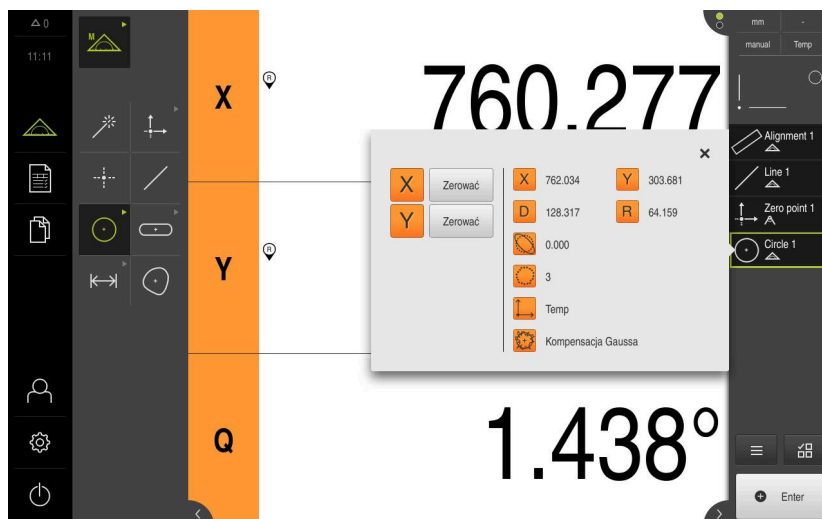 0
11:11
M
X
R
760.277
mm
-
manual
Temp
X
Zerować
Y
Zerować
X
762.034
Y
303.681
D
128.317
R
64.159
0.000
3
Temp
Kompensacja Gaussa
Alignment 1
Line 1
Zero point 1
Circle 1
Y
R
Q
1.438°
Enter